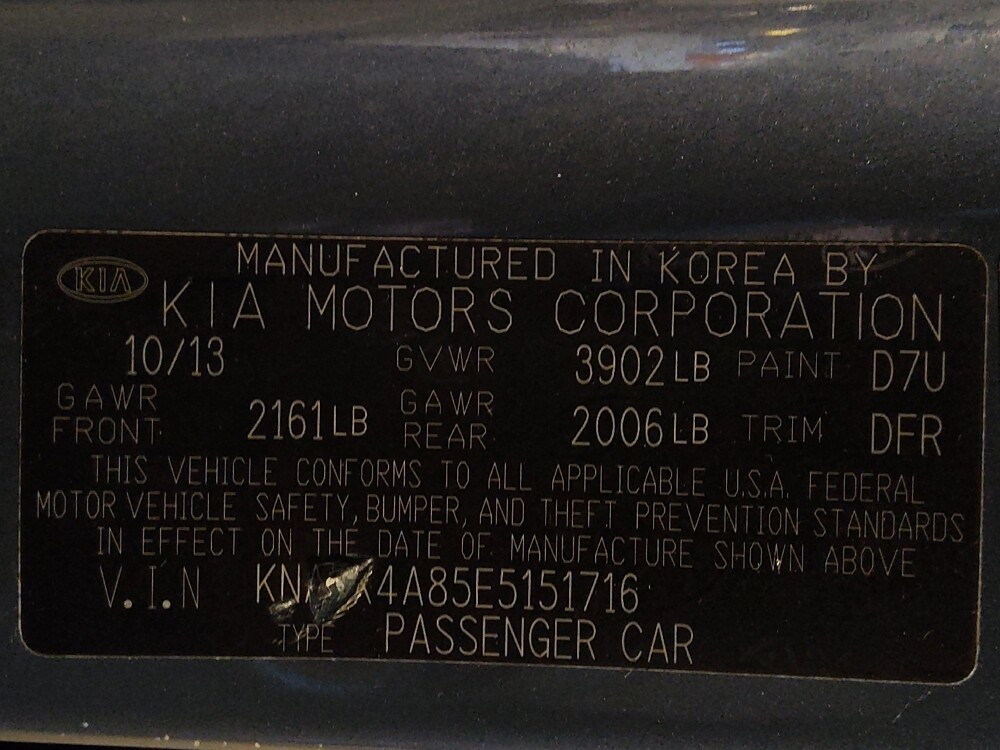 KIA
MANUFACTURED IN KOREA BY
KIA MOTORS CORPORATION
10/13 GVWR 3902LB PAINT D7U
GAWR FRONT 2161LB GAWR REAR 2006LB TRIM DFR
THIS VEHICLE CONFORMS TO ALL APPLICABLE U.S.A. FEDERAL
MOTOR VEHICLE SAFETY, BUMPER, AND THEFT PREVENTION STANDARDS
IN EFFECT ON THE DATE OF MANUFACTURE SHOWN ABOVE
V.I.N
TYPE PASSENGER CAR